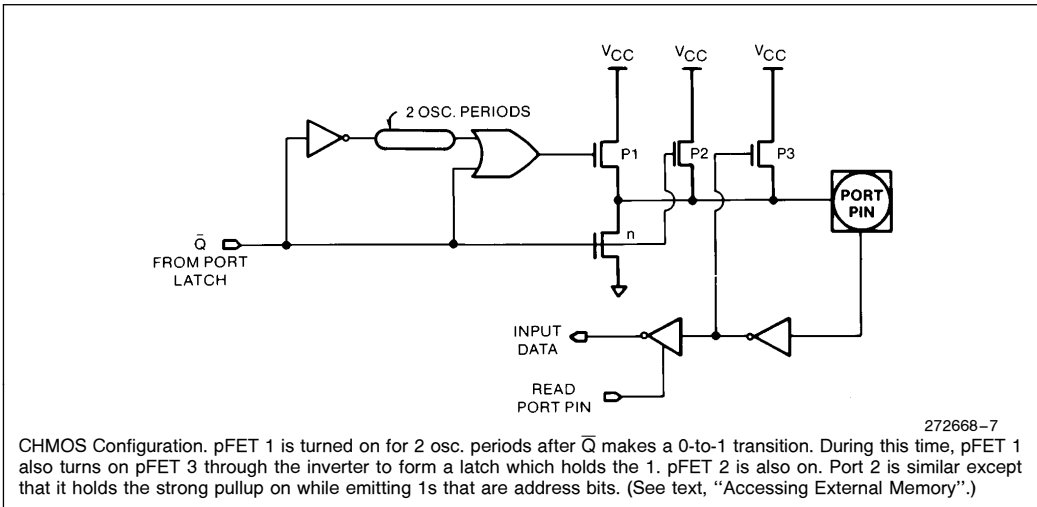 VCC
VCC
VCC
2 OSC. PERIODS
P1
P2
P3
PORT
PIN
Q̅
FROM PORT
LATCH
n
INPUT
DATA
READ
PORT PIN
272668–7
CHMOS Configuration. pFET 1 is turned on for 2 osc. periods after Q̅ makes a 0-to-1 transition. During this time, pFET 1
also turns on pFET 3 through the inverter to form a latch which holds the 1. pFET 2 is also on. Port 2 is similar except
that it holds the strong pullup on while emitting 1s that are address bits. (See text, ‘‘Accessing External Memory’’.)